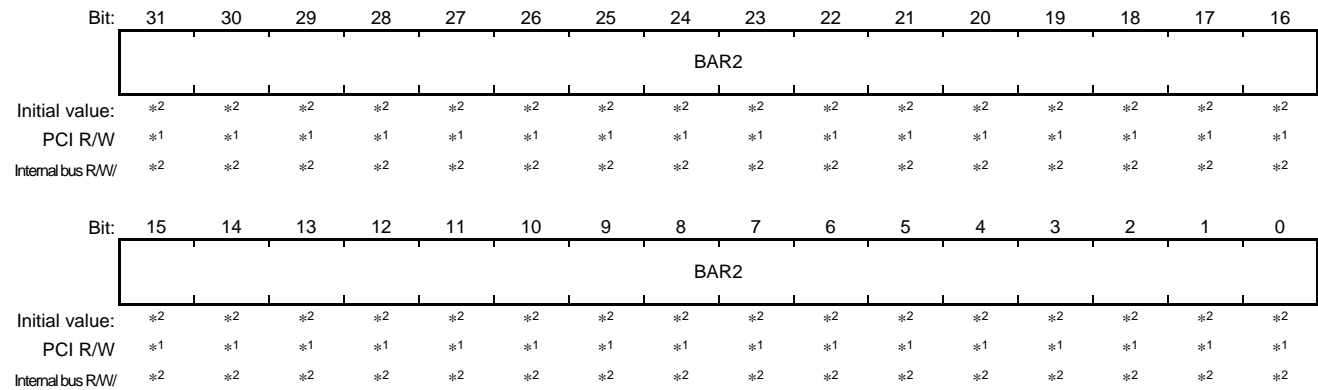 Bit: 31 30 29 28 27 26 25 24 23 22 21 20 19 18 17 16
BAR2
Initial value: *2 *2 *2 *2 *2 *2 *2 *2 *2 *2 *2 *2 *2 *2 *2 *2
PCI R/W *1 *1 *1 *1 *1 *1 *1 *1 *1 *1 *1 *1 *1 *1 *1 *1
Internal bus R/W/ *2 *2 *2 *2 *2 *2 *2 *2 *2 *2 *2 *2 *2 *2 *2 *2
Bit: 15 14 13 12 11 10 9 8 7 6 5 4 3 2 1 0
BAR2
Initial value: *2 *2 *2 *2 *2 *2 *2 *2 *2 *2 *2 *2 *2 *2 *2 *2
PCI R/W *1 *1 *1 *1 *1 *1 *1 *1 *1 *1 *1 *1 *1 *1 *1 *1
Internal bus R/W/ *2 *2 *2 *2 *2 *2 *2 *2 *2 *2 *2 *2 *2 *2 *2 *2